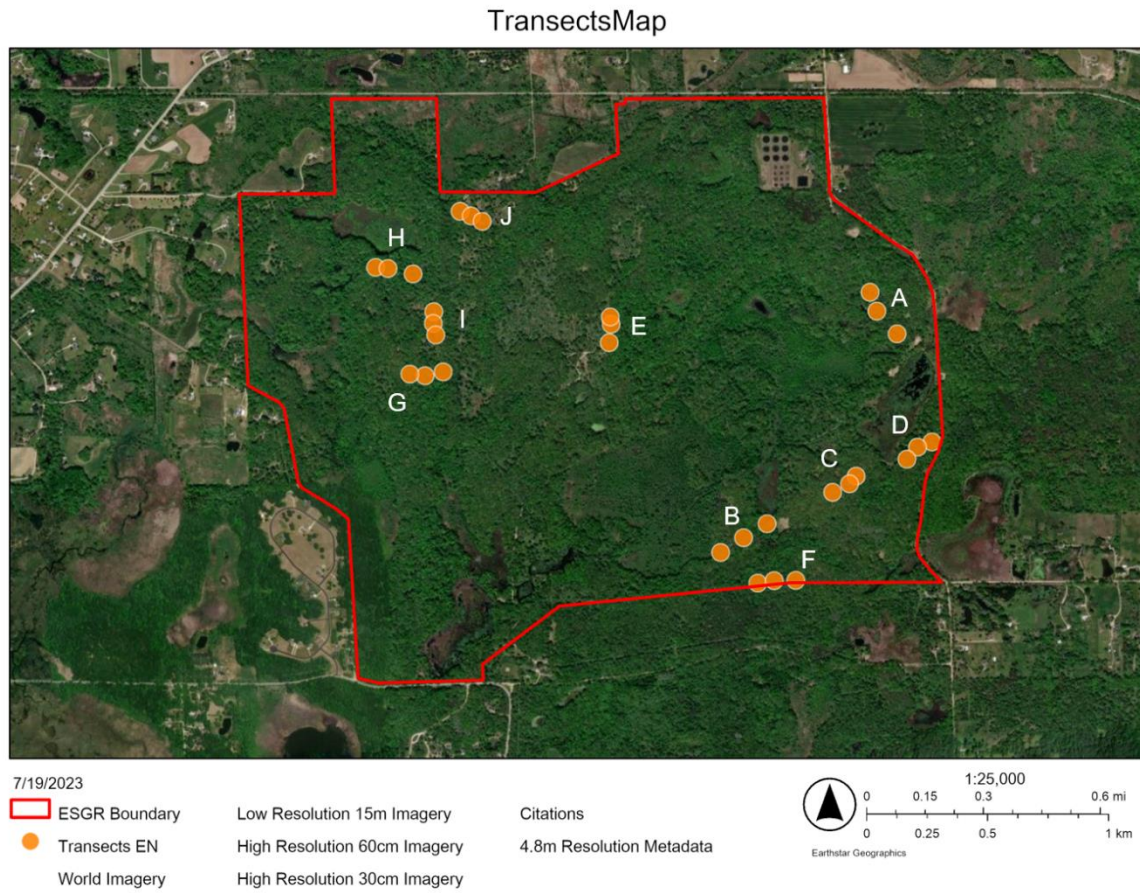 TransectsMap
J
H
A
I
E
G
D
C
B
F
7/19/2023
ESGR Boundary
Transects EN
World Imagery
Low Resolution 15m Imagery
High Resolution 60cm Imagery
High Resolution 30cm Imagery
Citations
4.8m Resolution Metadata
1:25,000
0 0.15 0.3 0.6 mi
0 0.25 0.5 1 km
Earthstar Geographics